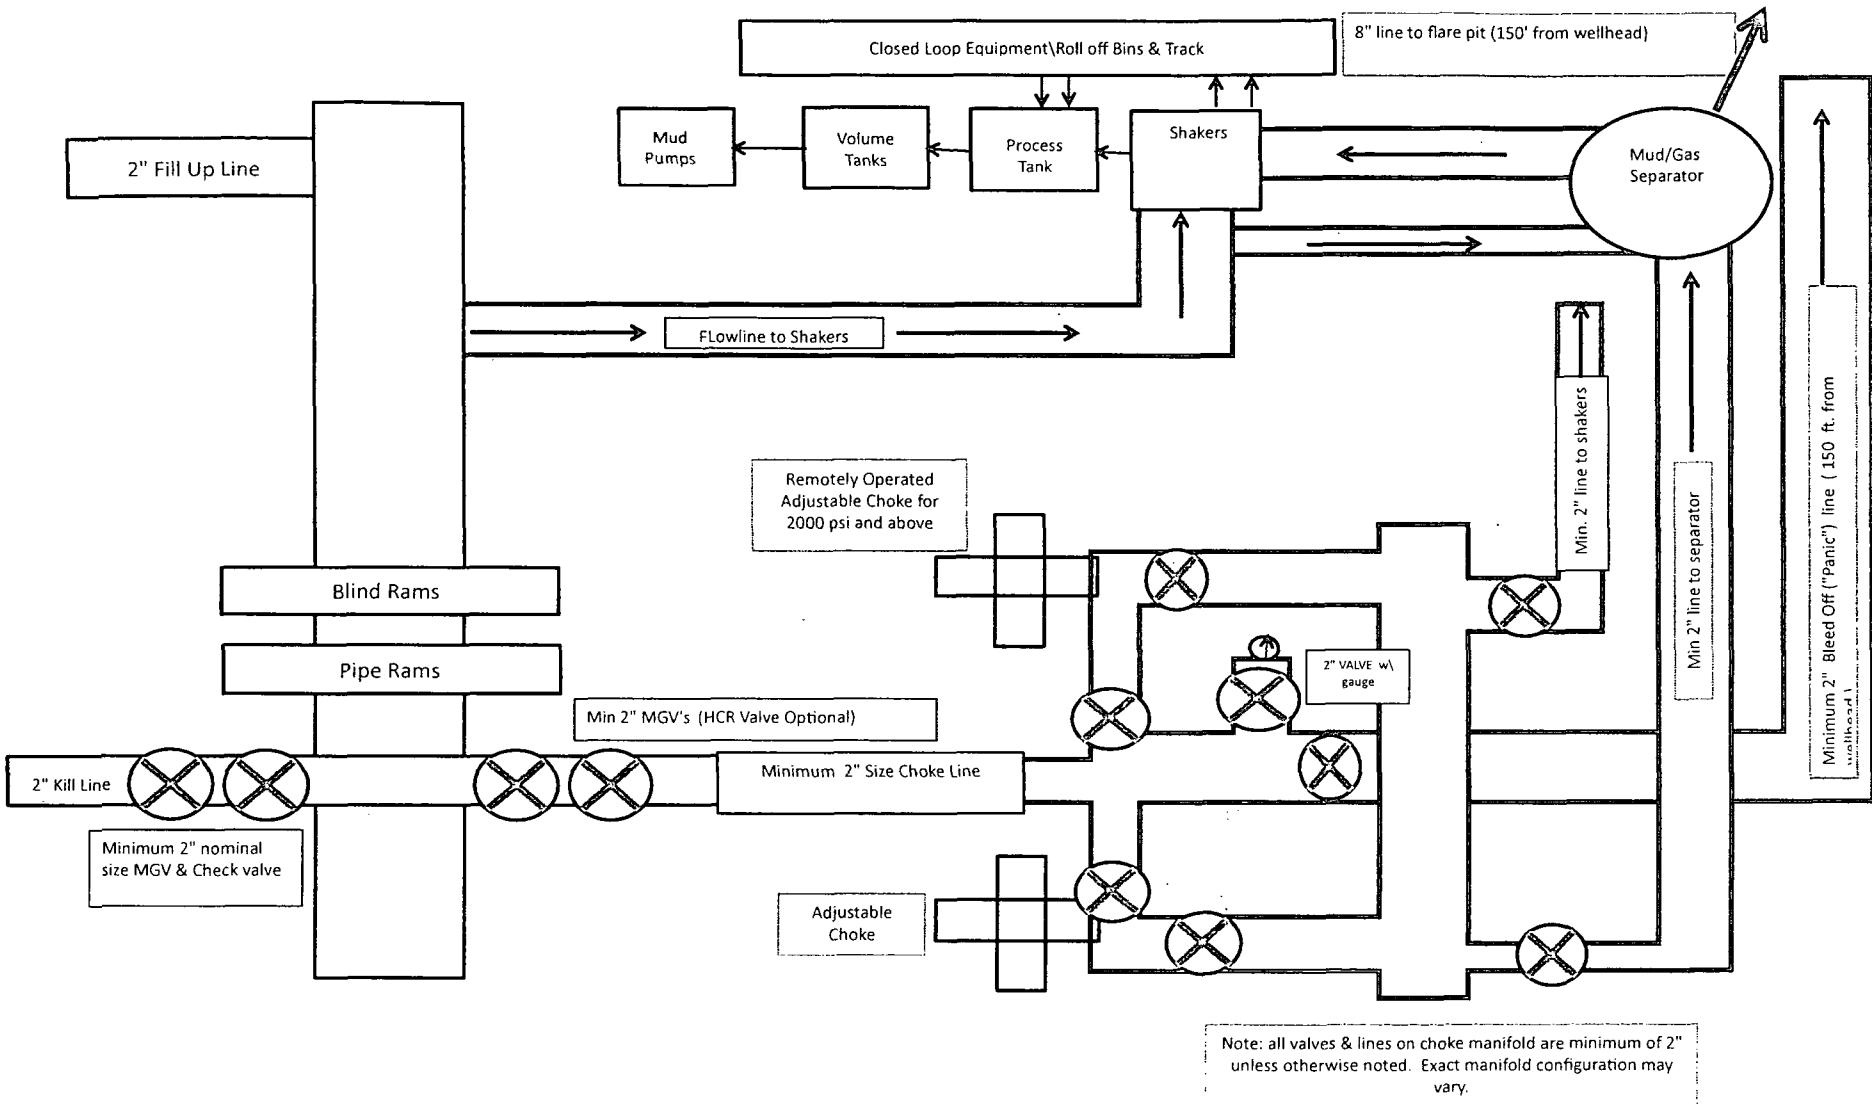 Closed Loop Equipment\Roll off Bins & Track
8" line to flare pit (150' from wellhead)
Mud
Pumps
Volume
Tanks
Process
Tank
Shakers
Mud/Gas
Separator
2" Fill Up Line
FLowline to Shakers
Remotely Operated
Adjustable Choke for
2000 psi and above
Min. 2" line to shakers
Min 2" line to separator
Minimum 2" Bleed Off ("Panic") line ( 150 ft. from
wellhead)
Blind Rams
Pipe Rams
2" VALVE w\
gauge
Min 2" MGV's (HCR Valve Optional)
2" Kill Line
Minimum 2" Size Choke Line
Minimum 2" nominal
size MGV & Check valve
Adjustable
Choke
Note: all valves & lines on choke manifold are minimum of 2"
unless otherwise noted. Exact manifold configuration may
vary.